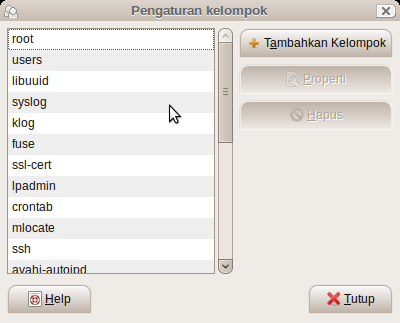 Pengaturan kelompok
root
users
libuuid
syslog
klog
fuse
ssl-cert
lpadmin
crontab
mlocate
ssh
avahi-autoipd
Tambahkan Kelompok
Properti
Hapus
Help
Tutup